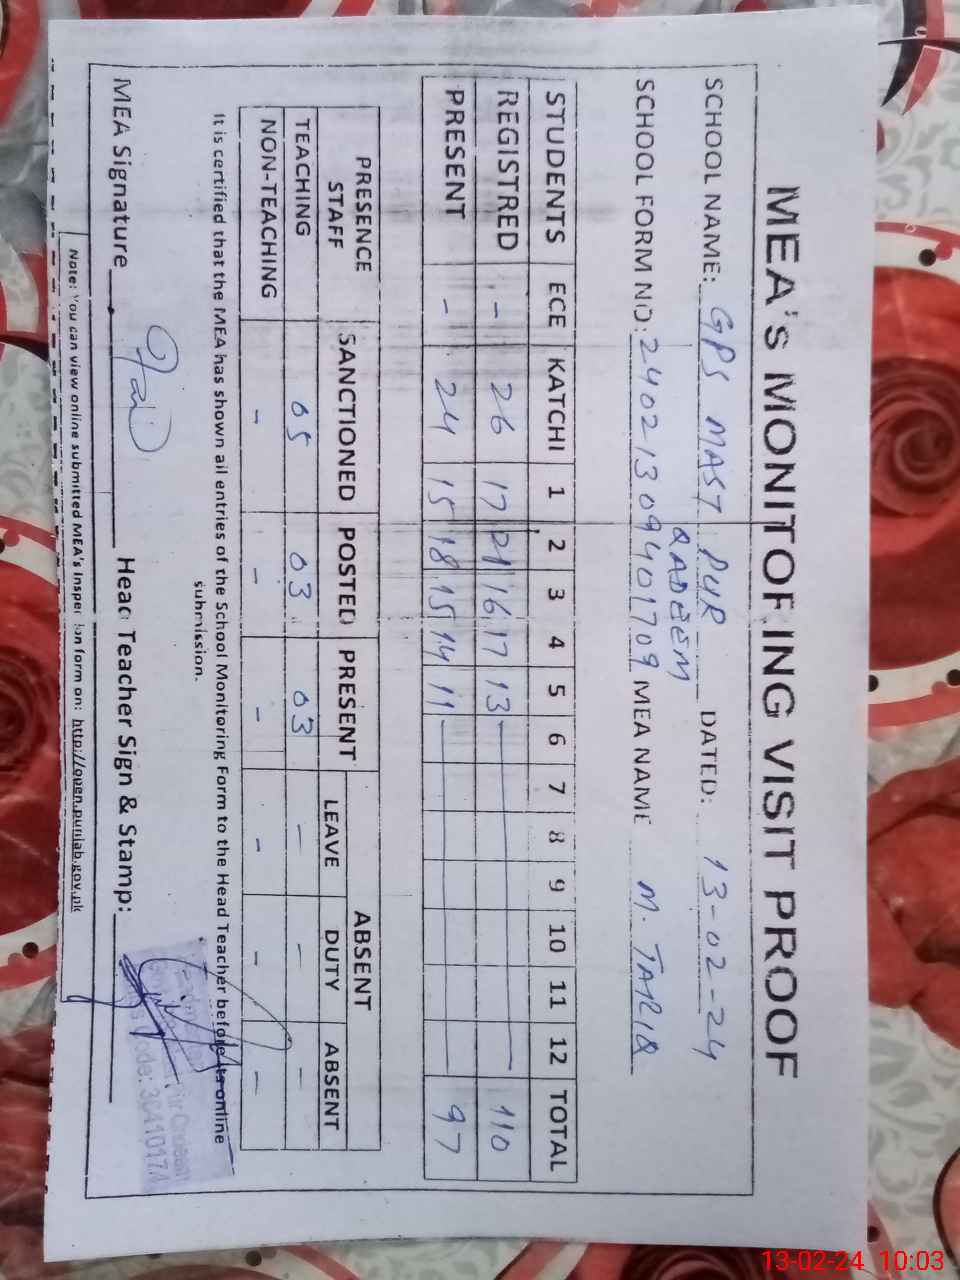 MEA's MONITORING VISIT PROOF
SCHOOL NAME: GPS MAST PUR DATED: 13-02-24
QADEEM
SCHOOL FORM NO: 24021309401709 MEA NAME M. TARIQ
STUDENTS ECE KATCHI 1 2 3 4 5 6 7 8 9 10 11 12 TOTAL
REGISTRED - 26 17 21 16 17 13 110
PRESENT - 24 15 18 15 14 11 97
PRESENCE STAFF SANCTIONED POSTED PRESENT ABSENT
LEAVE DUTY ABSENT
TEACHING 05 03 03 - - -
NON-TEACHING - - - - - -
It is certified that the MEA has shown all entries of the School Monitoring Form to the Head Teacher before its online
submission.
MEA Signature Head Teacher Sign & Stamp:
Note: You can view online submitted MEA's Inspection form on: http://open.punjab.gov.pk
13-02-24 10:03